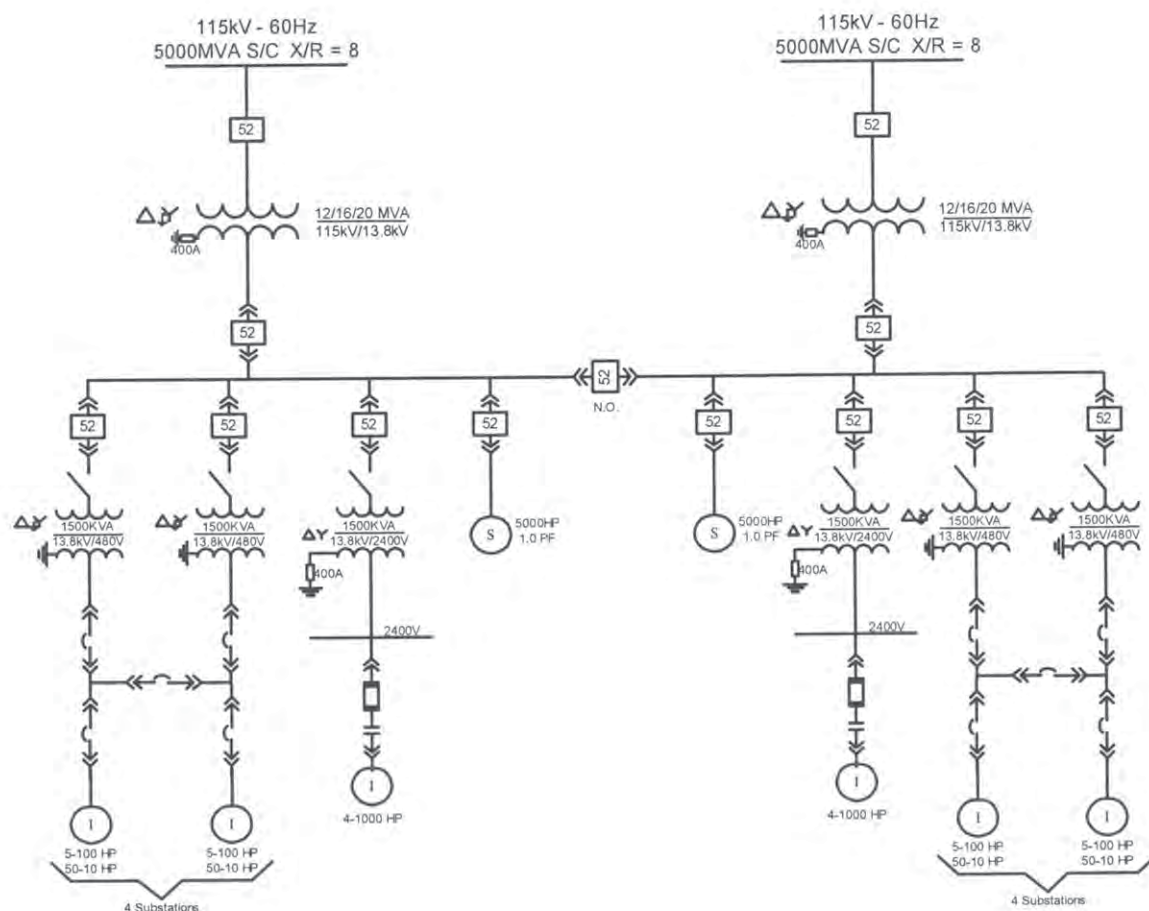 115kV - 60Hz
5000MVA S/C X/R = 8
115kV - 60Hz
5000MVA S/C X/R = 8
52
52
12/16/20 MVA
115kV/13.8kV
400A
12/16/20 MVA
115kV/13.8kV
400A
52
52
52
N.O.
52
52
52
52
52
52
52
52
1500KVA
13.8kV/480V
1500KVA
13.8kV/480V
Y
1500KVA
13.8kV/2400V
400A
S
5000HP
1.0 PF
S
5000HP
1.0 PF
Y
1500KVA
13.8kV/2400V
400A
1500KVA
13.8kV/480V
1500KVA
13.8kV/480V
2400V
2400V
I
4-1000 HP
I
4-1000 HP
I
5-100 HP
50-10 HP
I
5-100 HP
50-10 HP
I
5-100 HP
50-10 HP
I
5-100 HP
50-10 HP
4 Substations
4 Substations